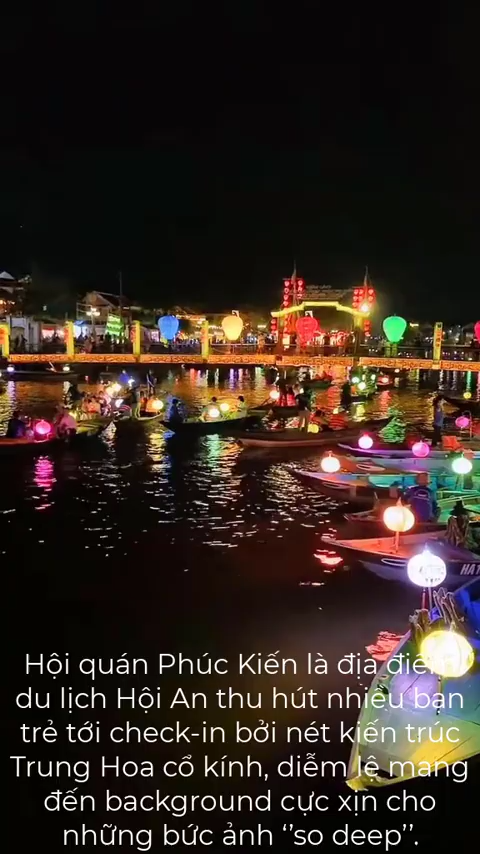 Hội quán Phúc Kiến là địa điểm
du lịch Hội An thu hút nhiều bạn
trẻ tới check-in bởi nét kiến trúc
Trung Hoa cổ kính, diễm lệ mang
đến background cực xịn cho
những bức ảnh ‘’so deep’’.